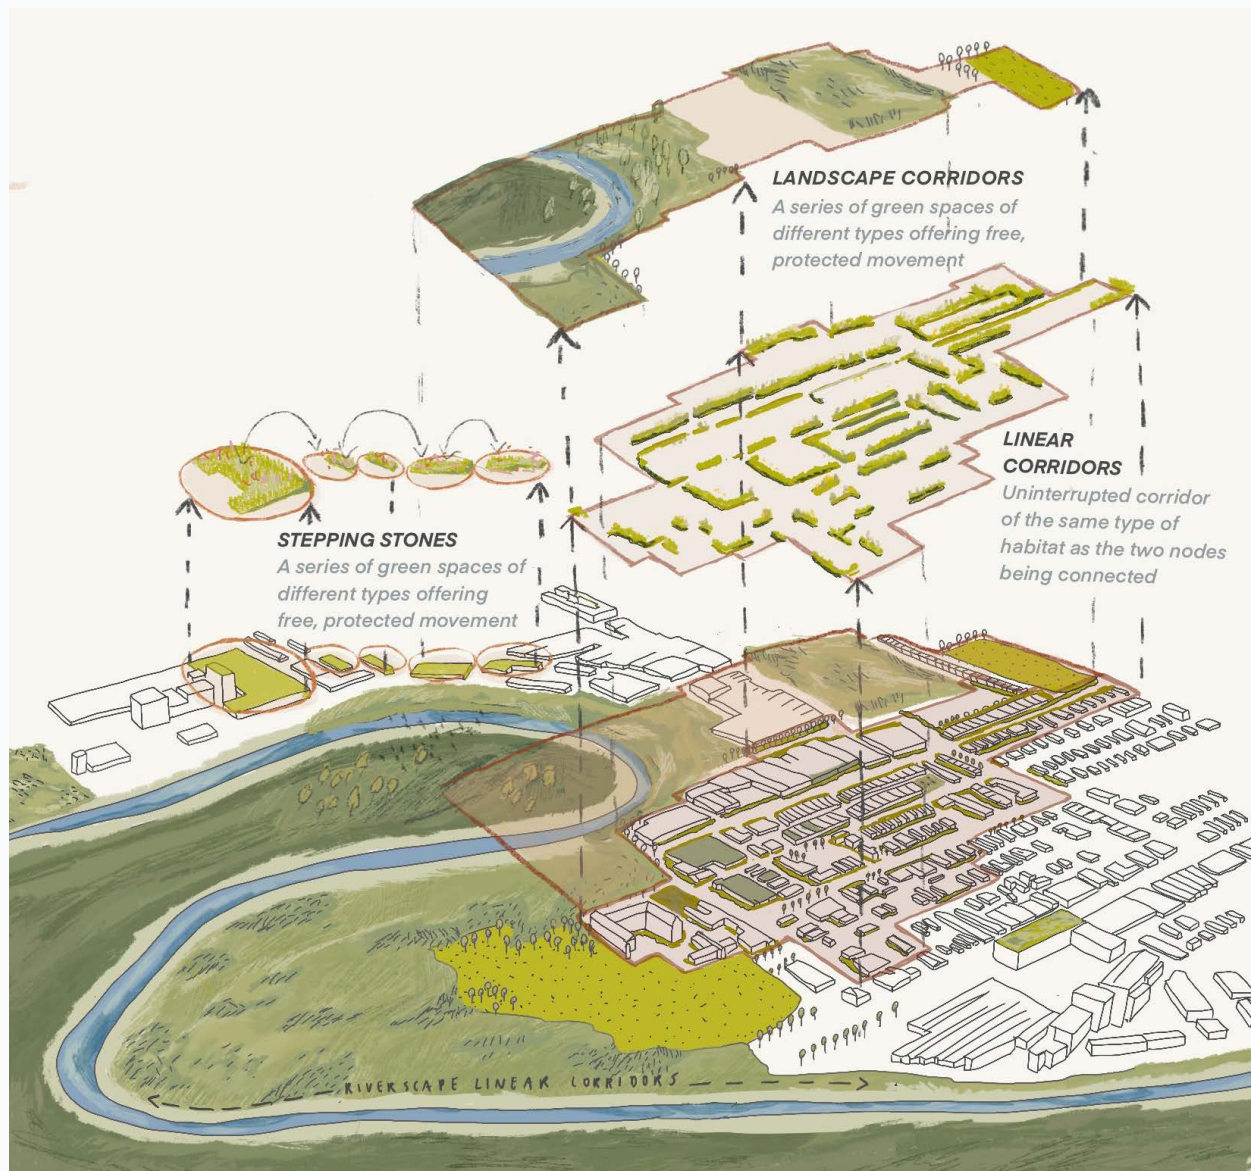 LANDSCAPE CORRIDORS
A series of green spaces of
different types offering free,
protected movement
LINEAR
CORRIDORS
Uninterrupted corridor
of the same type of
habitat as the two nodes
being connected
STEPPING STONES
A series of green spaces of
different types offering
free, protected movement
RIVERSCAPE LINEAR CORRIDORS